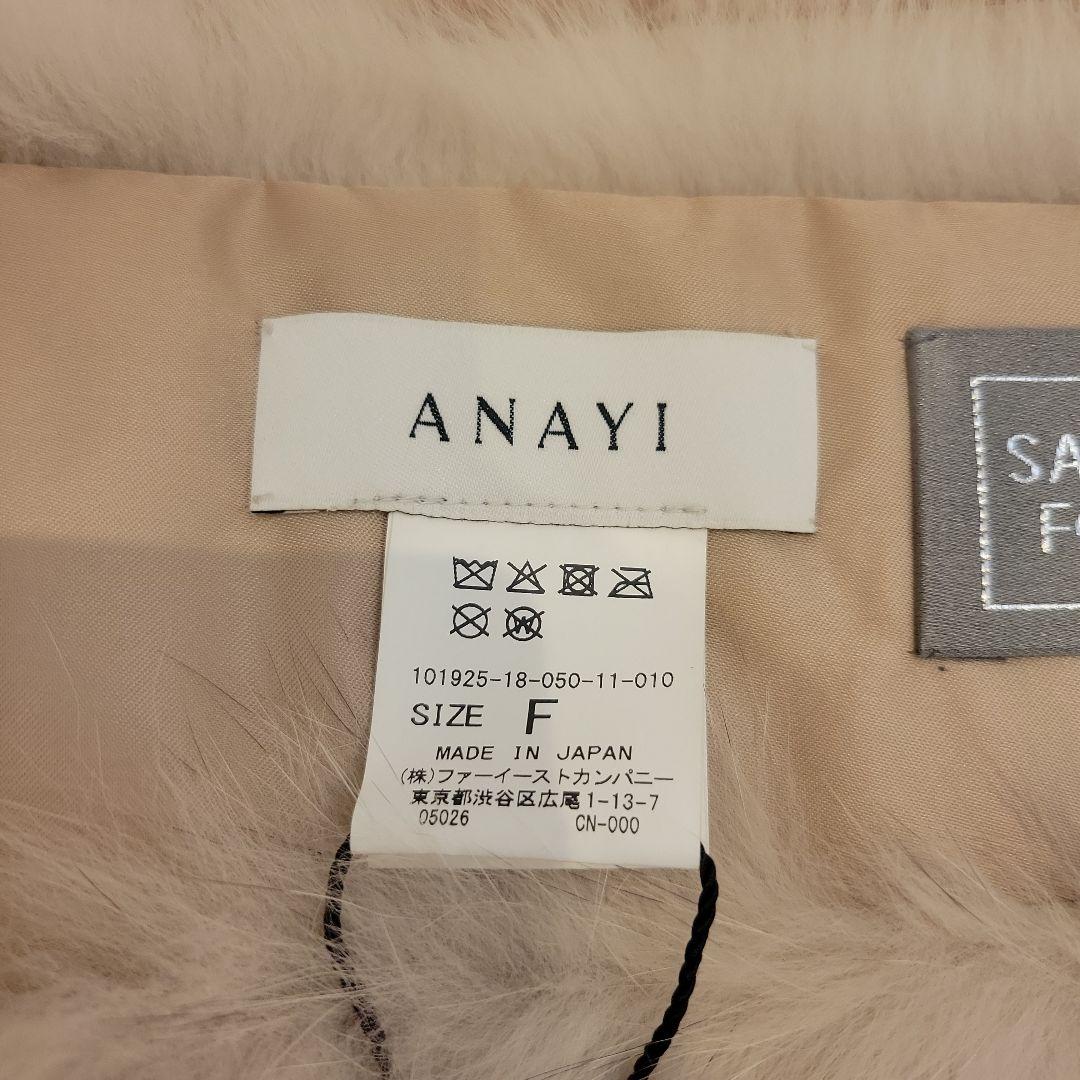 ANAYI
101925-18-050-11-010
SIZE F
MADE IN JAPAN
(株)ファーイーストカンパニー
東京都渋谷区広尾1-13-7
05026 CN-000